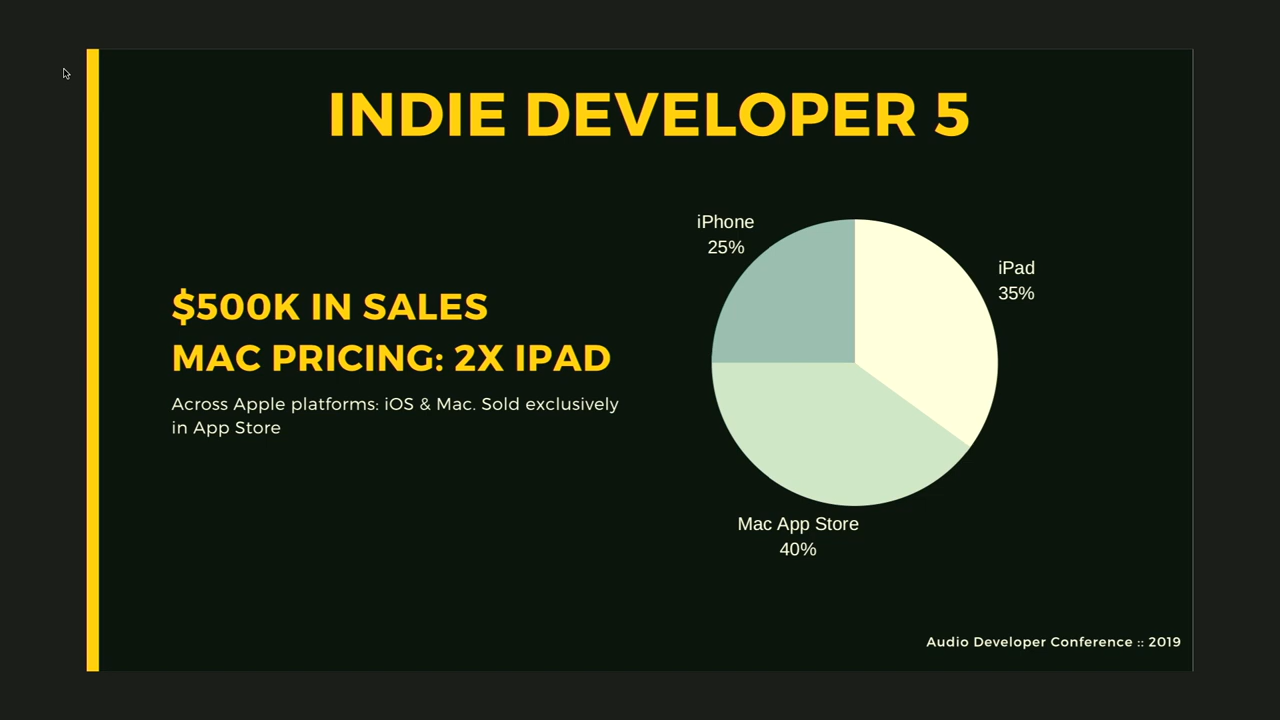 INDIE DEVELOPER 5
$500K IN SALES
MAC PRICING: 2X IPAD
Across Apple platforms: iOS & Mac. Sold exclusively
in App Store
iPhone
25%
iPad
35%
Mac App Store
40%
Audio Developer Conference :: 2019